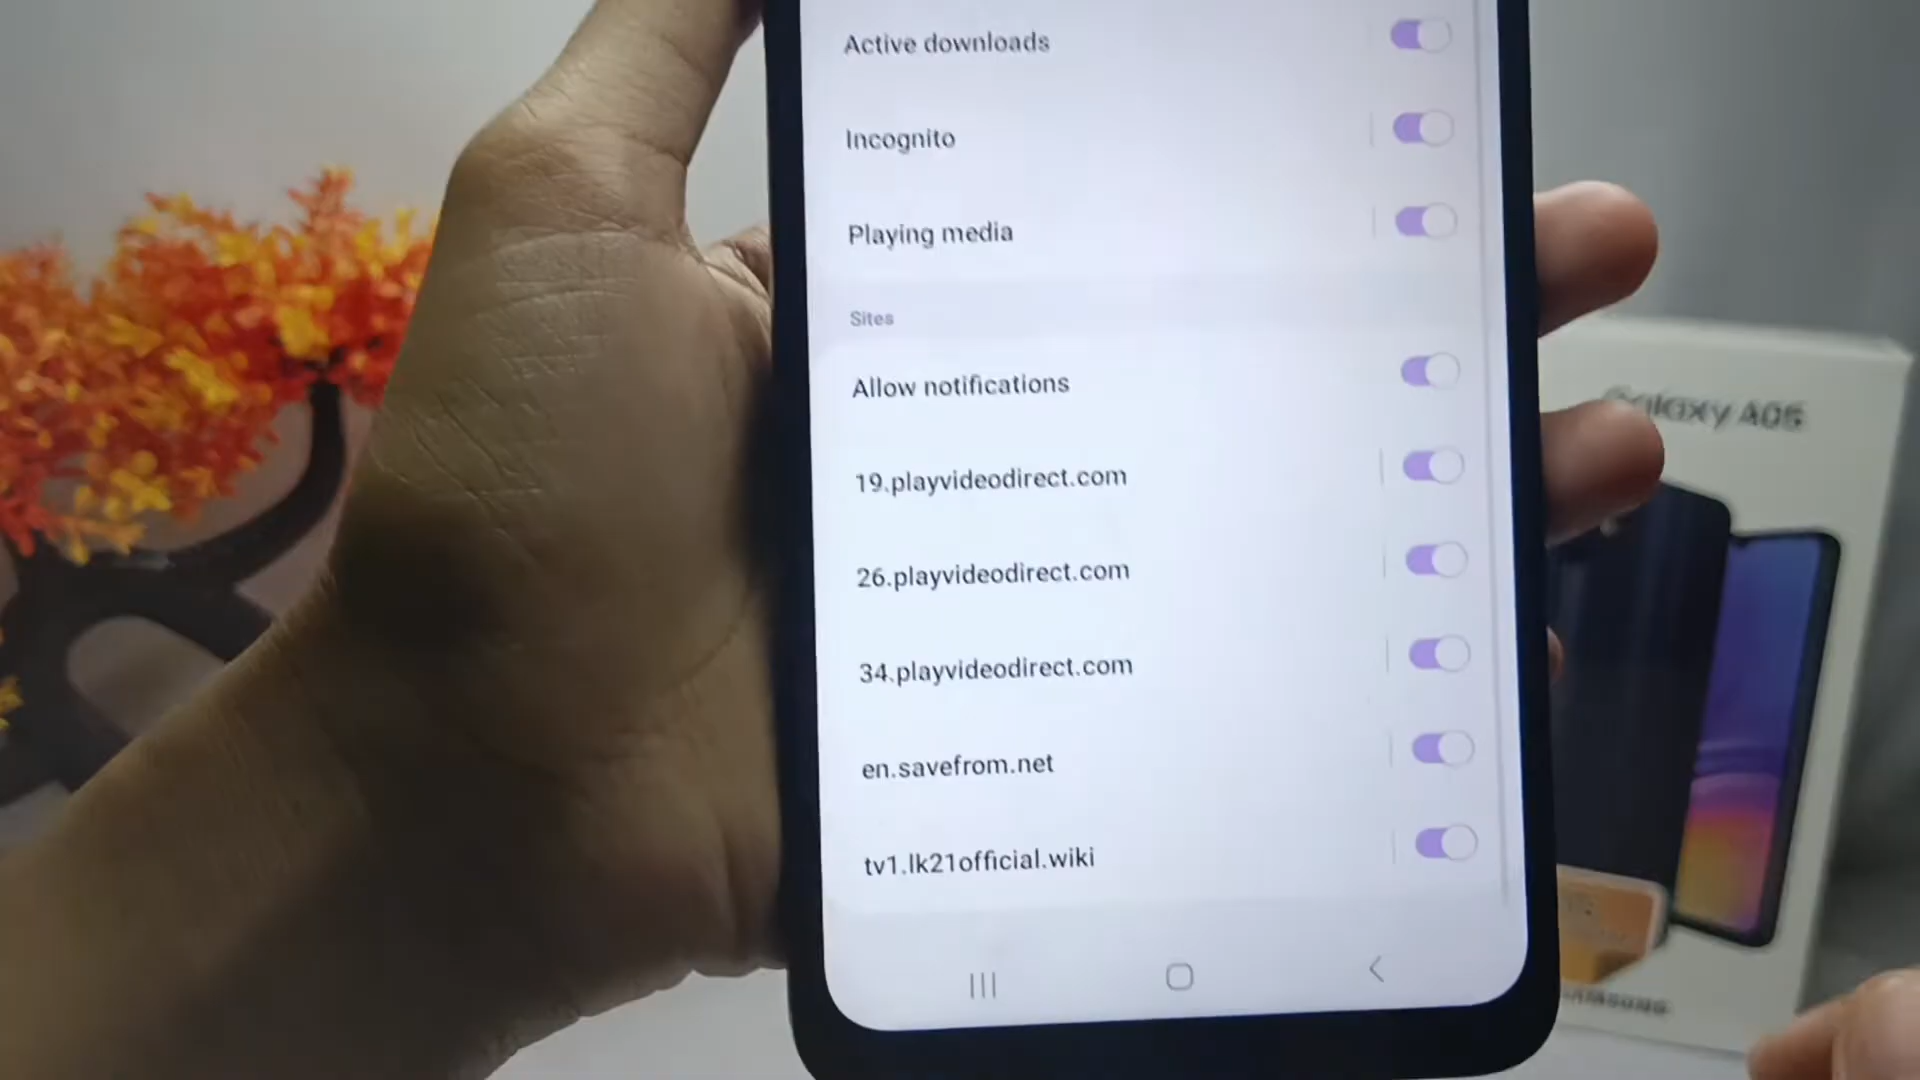 Active downloads
Incognito
Playing media
Sites
Allow notifications
19.playvideodirect.com
26.playvideodirect.com
34.playvideodirect.com
en.savefrom.net
tv1.lk21official.wiki
Galaxy A05
SAMSUNG